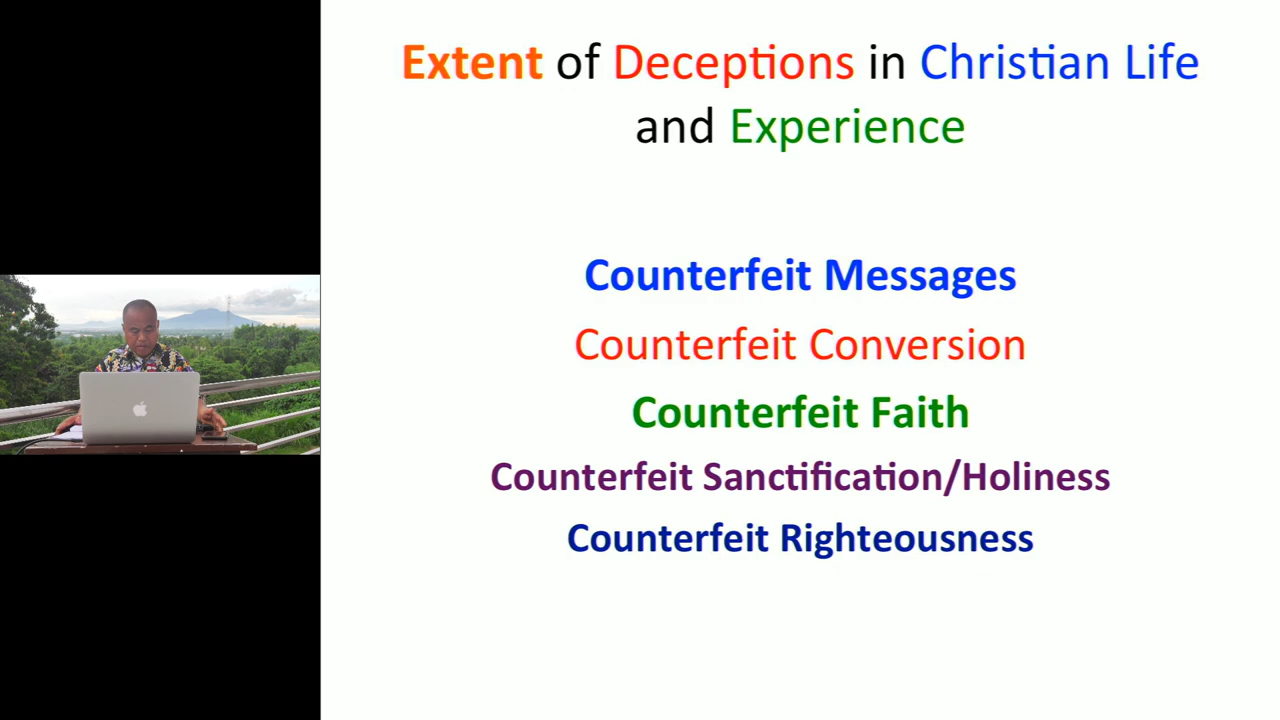 Extent of Deceptions in Christian Life
and Experience
Counterfeit Messages
Counterfeit Conversion
Counterfeit Faith
Counterfeit Sanctification/Holiness
Counterfeit Righteousness